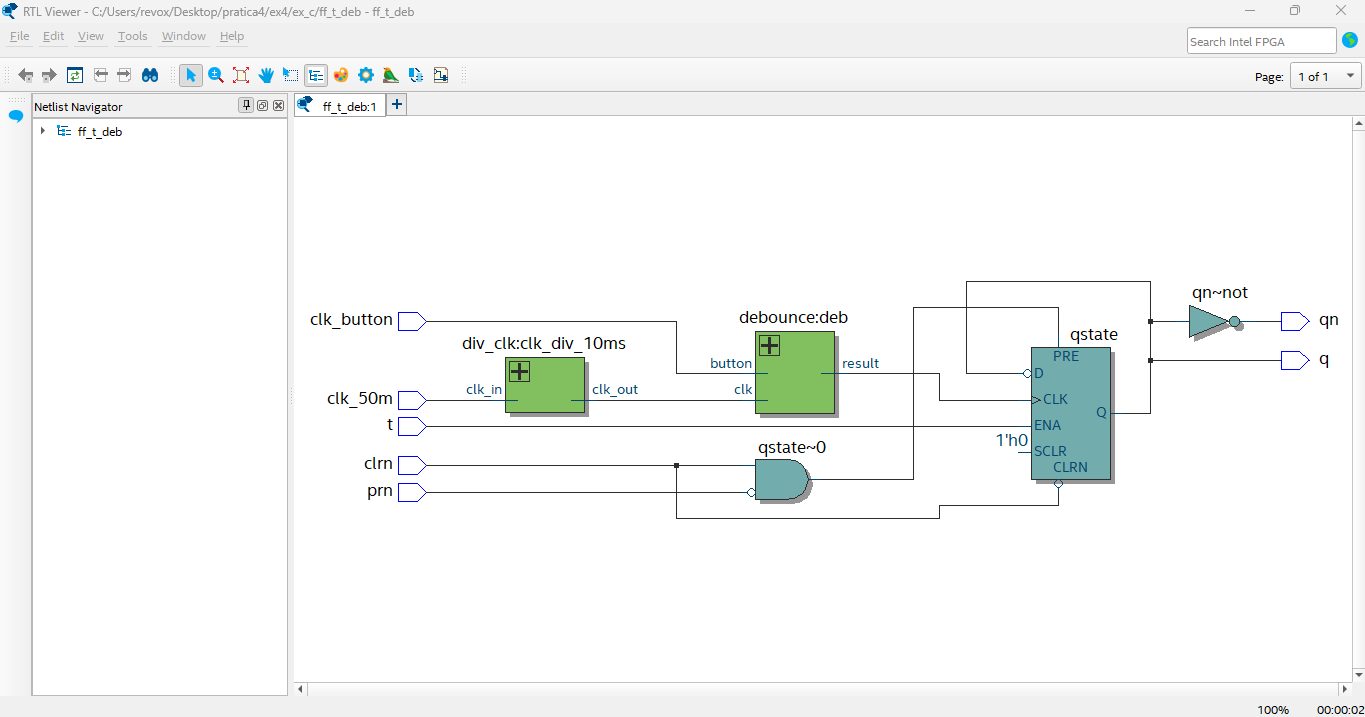 RTL Viewer - C:/Users/revox/Desktop/pratica4/ex4/ex_c/ff_t_deb - ff_t_deb
File Edit View Tools Window Help
Search Intel FPGA
Page: 1 of 1
Netlist Navigator
ff_t_deb:1
ff_t_deb
qn~not
clk_button
debounce:deb
qn
qstate
div_clk:clk_div_10ms
PRE
button
result
q
D
clk_in
clk_out
clk
clk_50m
CLK
Q
t
ENA
1'h0
qstate~0
SCLR
clrn
CLRN
prn
100%
00:00:02